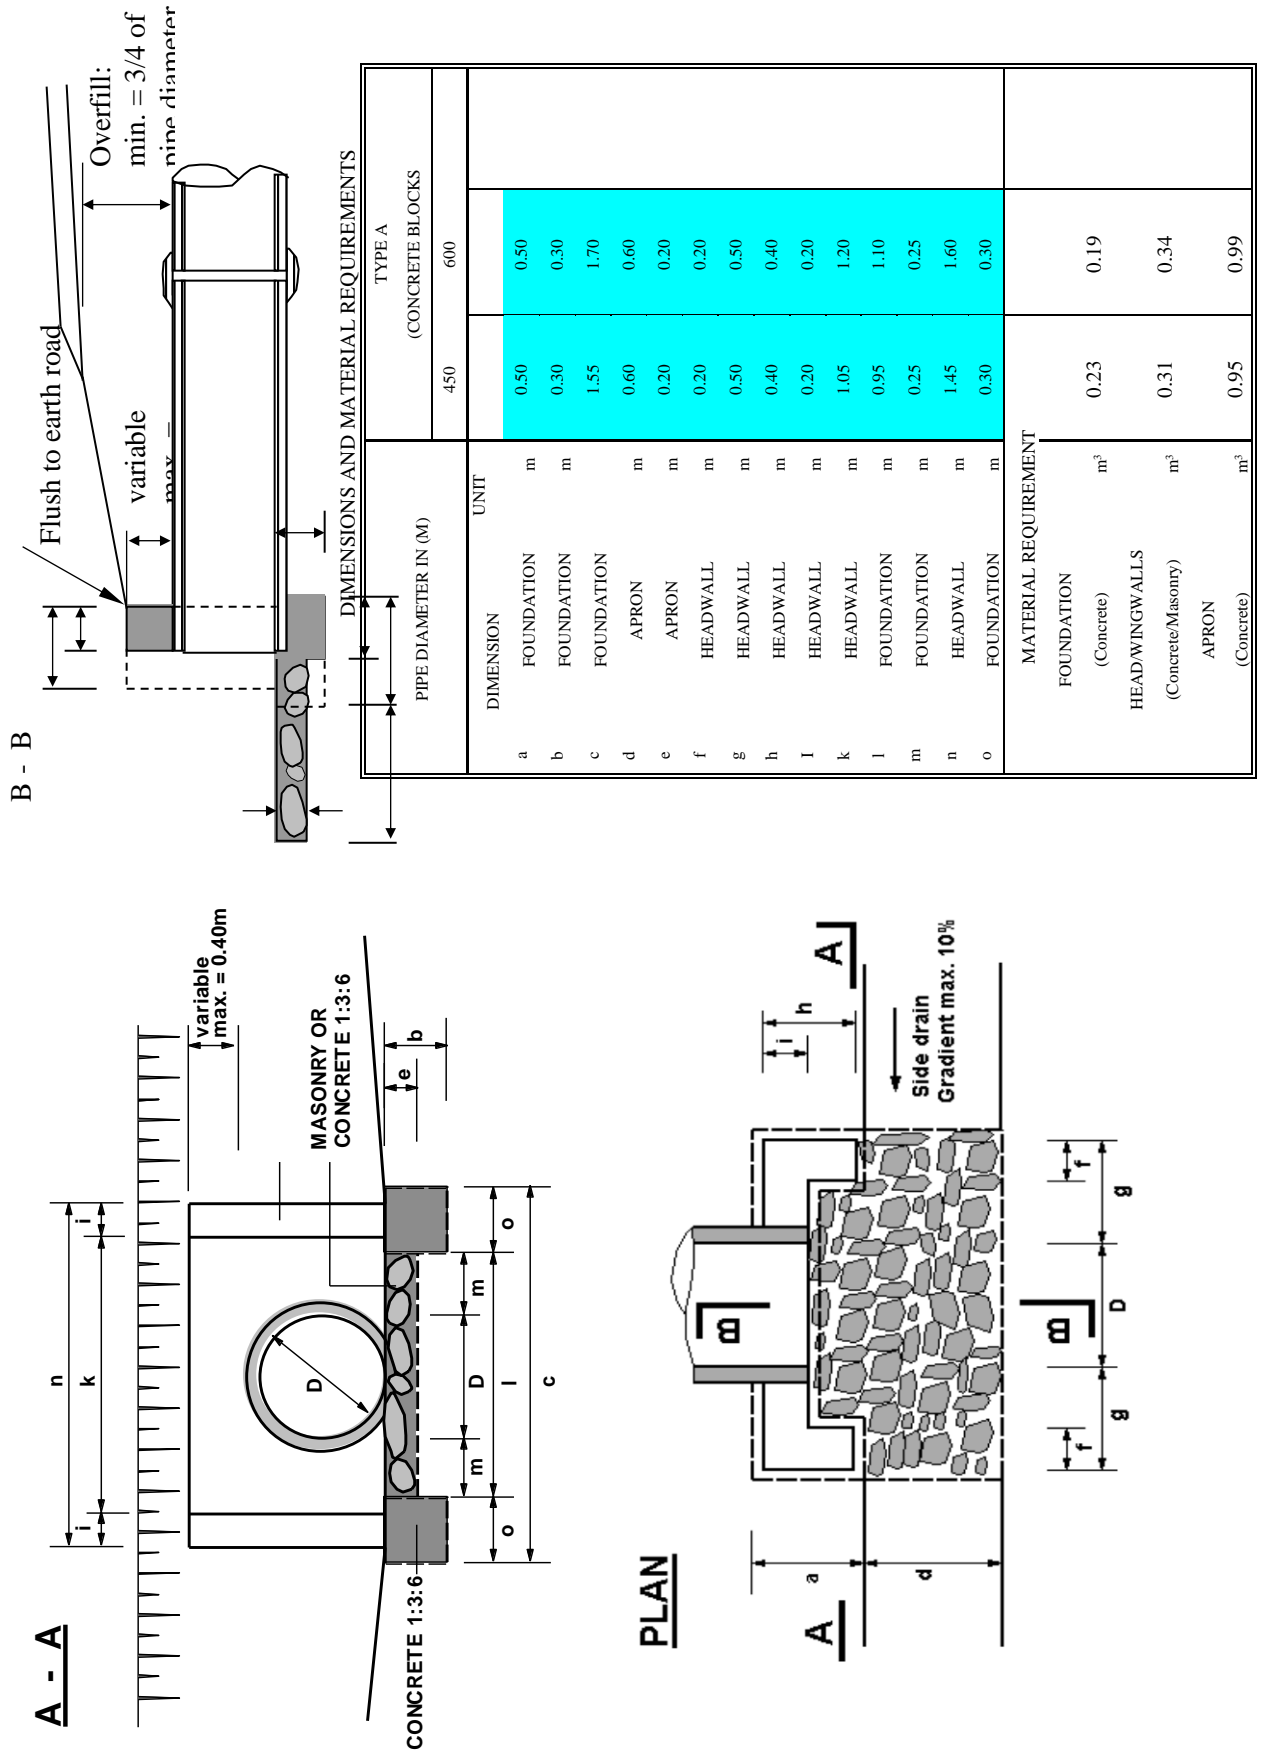 A - A
n
i
k
i
variable
max. = 0.40m
D
MASONRY OR
CONCRETE 1:3:6
e
b
CONCRETE 1:3:6
o
m
D
m
o
l
c
B - B
Flush to earth road
Overfill:
min. = 3/4 of
pipe diameter
variable
max. =
PLAN
A
A
B
B
a
d
i
h
Side drain
Gradient max. 10%
f
f
g
D
g
DIMENSIONS AND MATERIAL REQUIREMENTS
PIPE DIAMETER IN (M)
TYPE A
(CONCRETE BLOCKS
450 600
DIMENSION UNIT
a FOUNDATION m 0.50 0.50
b FOUNDATION m 0.30 0.30
c FOUNDATION 1.55 1.70
d APRON m 0.60 0.60
e APRON m 0.20 0.20
f HEADWALL m 0.20 0.20
g HEADWALL m 0.50 0.50
h HEADWALL m 0.40 0.40
I HEADWALL m 0.20 0.20
k HEADWALL m 1.05 1.20
l FOUNDATION m 0.95 1.10
m FOUNDATION m 0.25 0.25
n HEADWALL m 1.45 1.60
o FOUNDATION m 0.30 0.30
MATERIAL REQUIREMENT
FOUNDATION
(Concrete) m³ 0.23 0.19
HEAD/WINGWALLS
(Concrete/Masonry) m³ 0.31 0.34
APRON
(Concrete) m³ 0.95 0.99